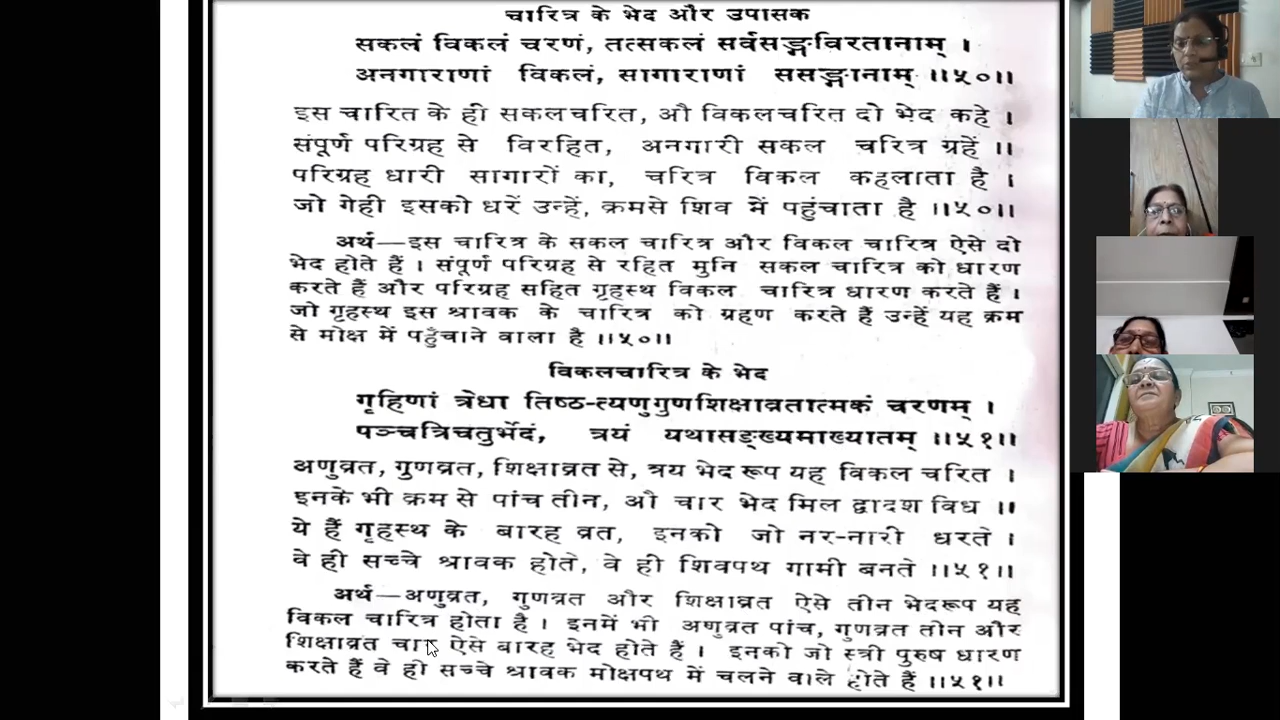 चारित्र के भेद और उपासक
सकलं विकलं चरणं, तत्सकलं सर्वसङ्गविरतानाम् ।
अनगाराणां विकलं, सागाराणां ससङ्गानाम् ॥५०॥
इस चारित के ही सकलचरित, औ विकलचरित दो भेद कहे ।
संपूर्ण परिग्रह से विरहित, अनगारी सकल चरित्र ग्रहें ॥
परिग्रह धारी सागारों का, चरित्र विकल कहलाता है ।
जो गेही इसको धरें उन्हें, क्रमसे शिव में पहुंचाता है ॥५०॥
अर्थ—इस चारित्र के सकल चारित्र और विकल चारित्र ऐसे दो
भेद होते हैं । संपूर्ण परिग्रह से रहित मुनि सकल चारित्र को धारण
करते हैं और परिग्रह सहित गृहस्थ विकल चारित्र धारण करते हैं ।
जो गृहस्थ इस श्रावक के चारित्र को ग्रहण करते हैं उन्हें यह क्रम
से मोक्ष में पहुँचाने वाला है ॥५०॥
विकलचारित्र के भेद
गृहिणां त्रेधा तिष्ठ-त्यणुगुणशिक्षाव्रतात्मकं चरणम् ।
पञ्चत्रिचतुर्भेदं, त्रयं यथासङ्ख्यमाख्यातम् ॥५१॥
अणुव्रत, गुणव्रत, शिक्षाव्रत से, त्रय भेद रूप यह विकल चरित ।
इनके भी क्रम से पांच तीन, औ चार भेद मिल द्वादश विध ॥
ये हैं गृहस्थ के बारह व्रत, इनको जो नर-नारी धरते ।
वे ही सच्चे श्रावक होते, वे ही शिवपथ गामी बनते ॥५१॥
अर्थ—अणुव्रत, गुणव्रत और शिक्षाव्रत ऐसे तीन भेदरूप यह
विकल चारित्र होता है । इनमें भी अणुव्रत पांच, गुणव्रत तीन और
शिक्षाव्रत चार ऐसे बारह भेद होते हैं । इनको जो स्त्री पुरुष धारण
करते हैं वे ही सच्चे श्रावक मोक्षपथ में चलने वाले होते हैं ॥५१॥